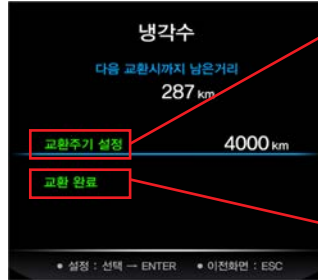 냉각수
다음 교환시까지 남은거리
287 km
교환주기 설정 4000 km
교환 완료
• 설정 : 선택 → ENTER • 이전화면 : ESC